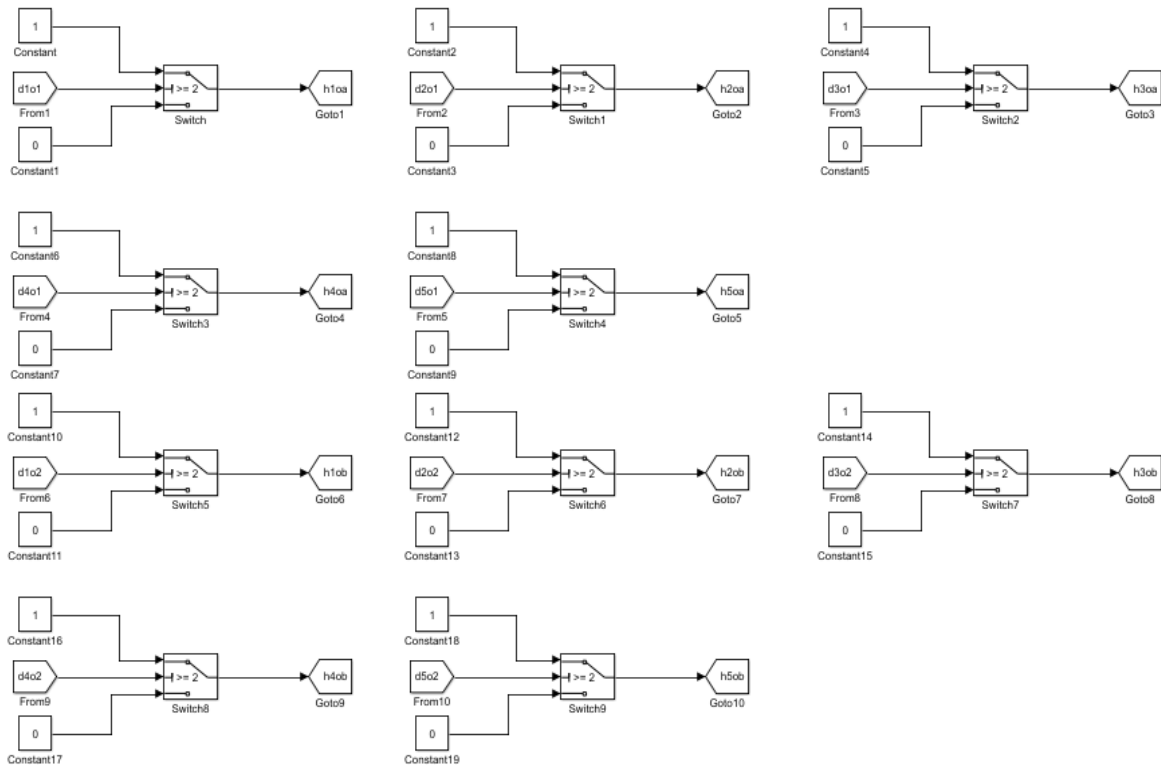 1
Constant
d1o1
From1
0
Constant1
>= 2
Switch
h1oa
Goto1
1
Constant2
d2o1
From2
0
Constant3
>= 2
Switch1
h2oa
Goto2
1
Constant4
d3o1
From3
0
Constant5
>= 2
Switch2
h3oa
Goto3
1
Constant6
d4o1
From4
0
Constant7
>= 2
Switch3
h4oa
Goto4
1
Constant8
d5o1
From5
0
Constant9
>= 2
Switch4
h5oa
Goto5
1
Constant10
d1o2
From6
0
Constant11
>= 2
Switch5
h1ob
Goto6
1
Constant12
d2o2
From7
0
Constant13
>= 2
Switch6
h2ob
Goto7
1
Constant14
d3o2
From8
0
Constant15
>= 2
Switch7
h3ob
Goto8
1
Constant16
d4o2
From9
0
Constant17
>= 2
Switch8
h4ob
Goto9
1
Constant18
d5o2
From10
0
Constant19
>= 2
Switch9
h5ob
Goto10